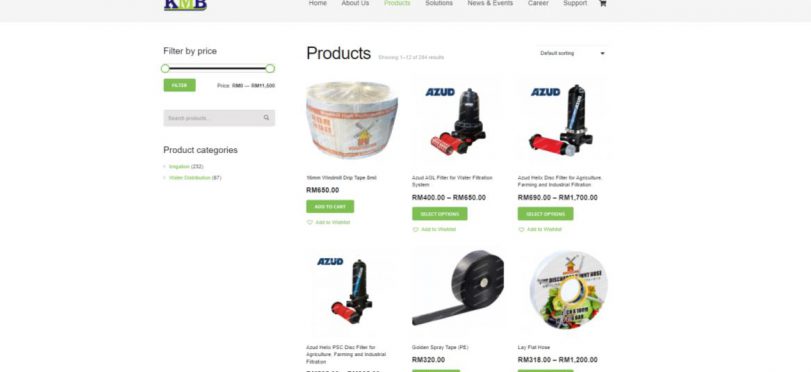 KMB
Home About Us Products Solutions News & Events Career Support
Filter by price
FILTER Price: RM0 — RM11,500
Search products...
Product categories
Irrigation (252)
Water Distribution (87)
Products Showing 1–12 of 284 results Default sorting
16mm Windmill Drip Tape 8mil
RM650.00
ADD TO CART
Add to Wishlist
AZUD
Azud AGL Filter for Water Filtration
System
RM400.00 – RM650.00
SELECT OPTIONS
Add to Wishlist
AZUD
Azud Helix Disc Filter for Agriculture,
Farming and Industrial Filtration
RM690.00 – RM1,700.00
SELECT OPTIONS
Add to Wishlist
AZUD
Azud Helix PSC Disc Filter for
Agriculture, Farming and Industrial
Filtration
Golden Spray Tape (PE)
RM320.00
Lay Flat Hose
RM318.00 – RM1,200.00